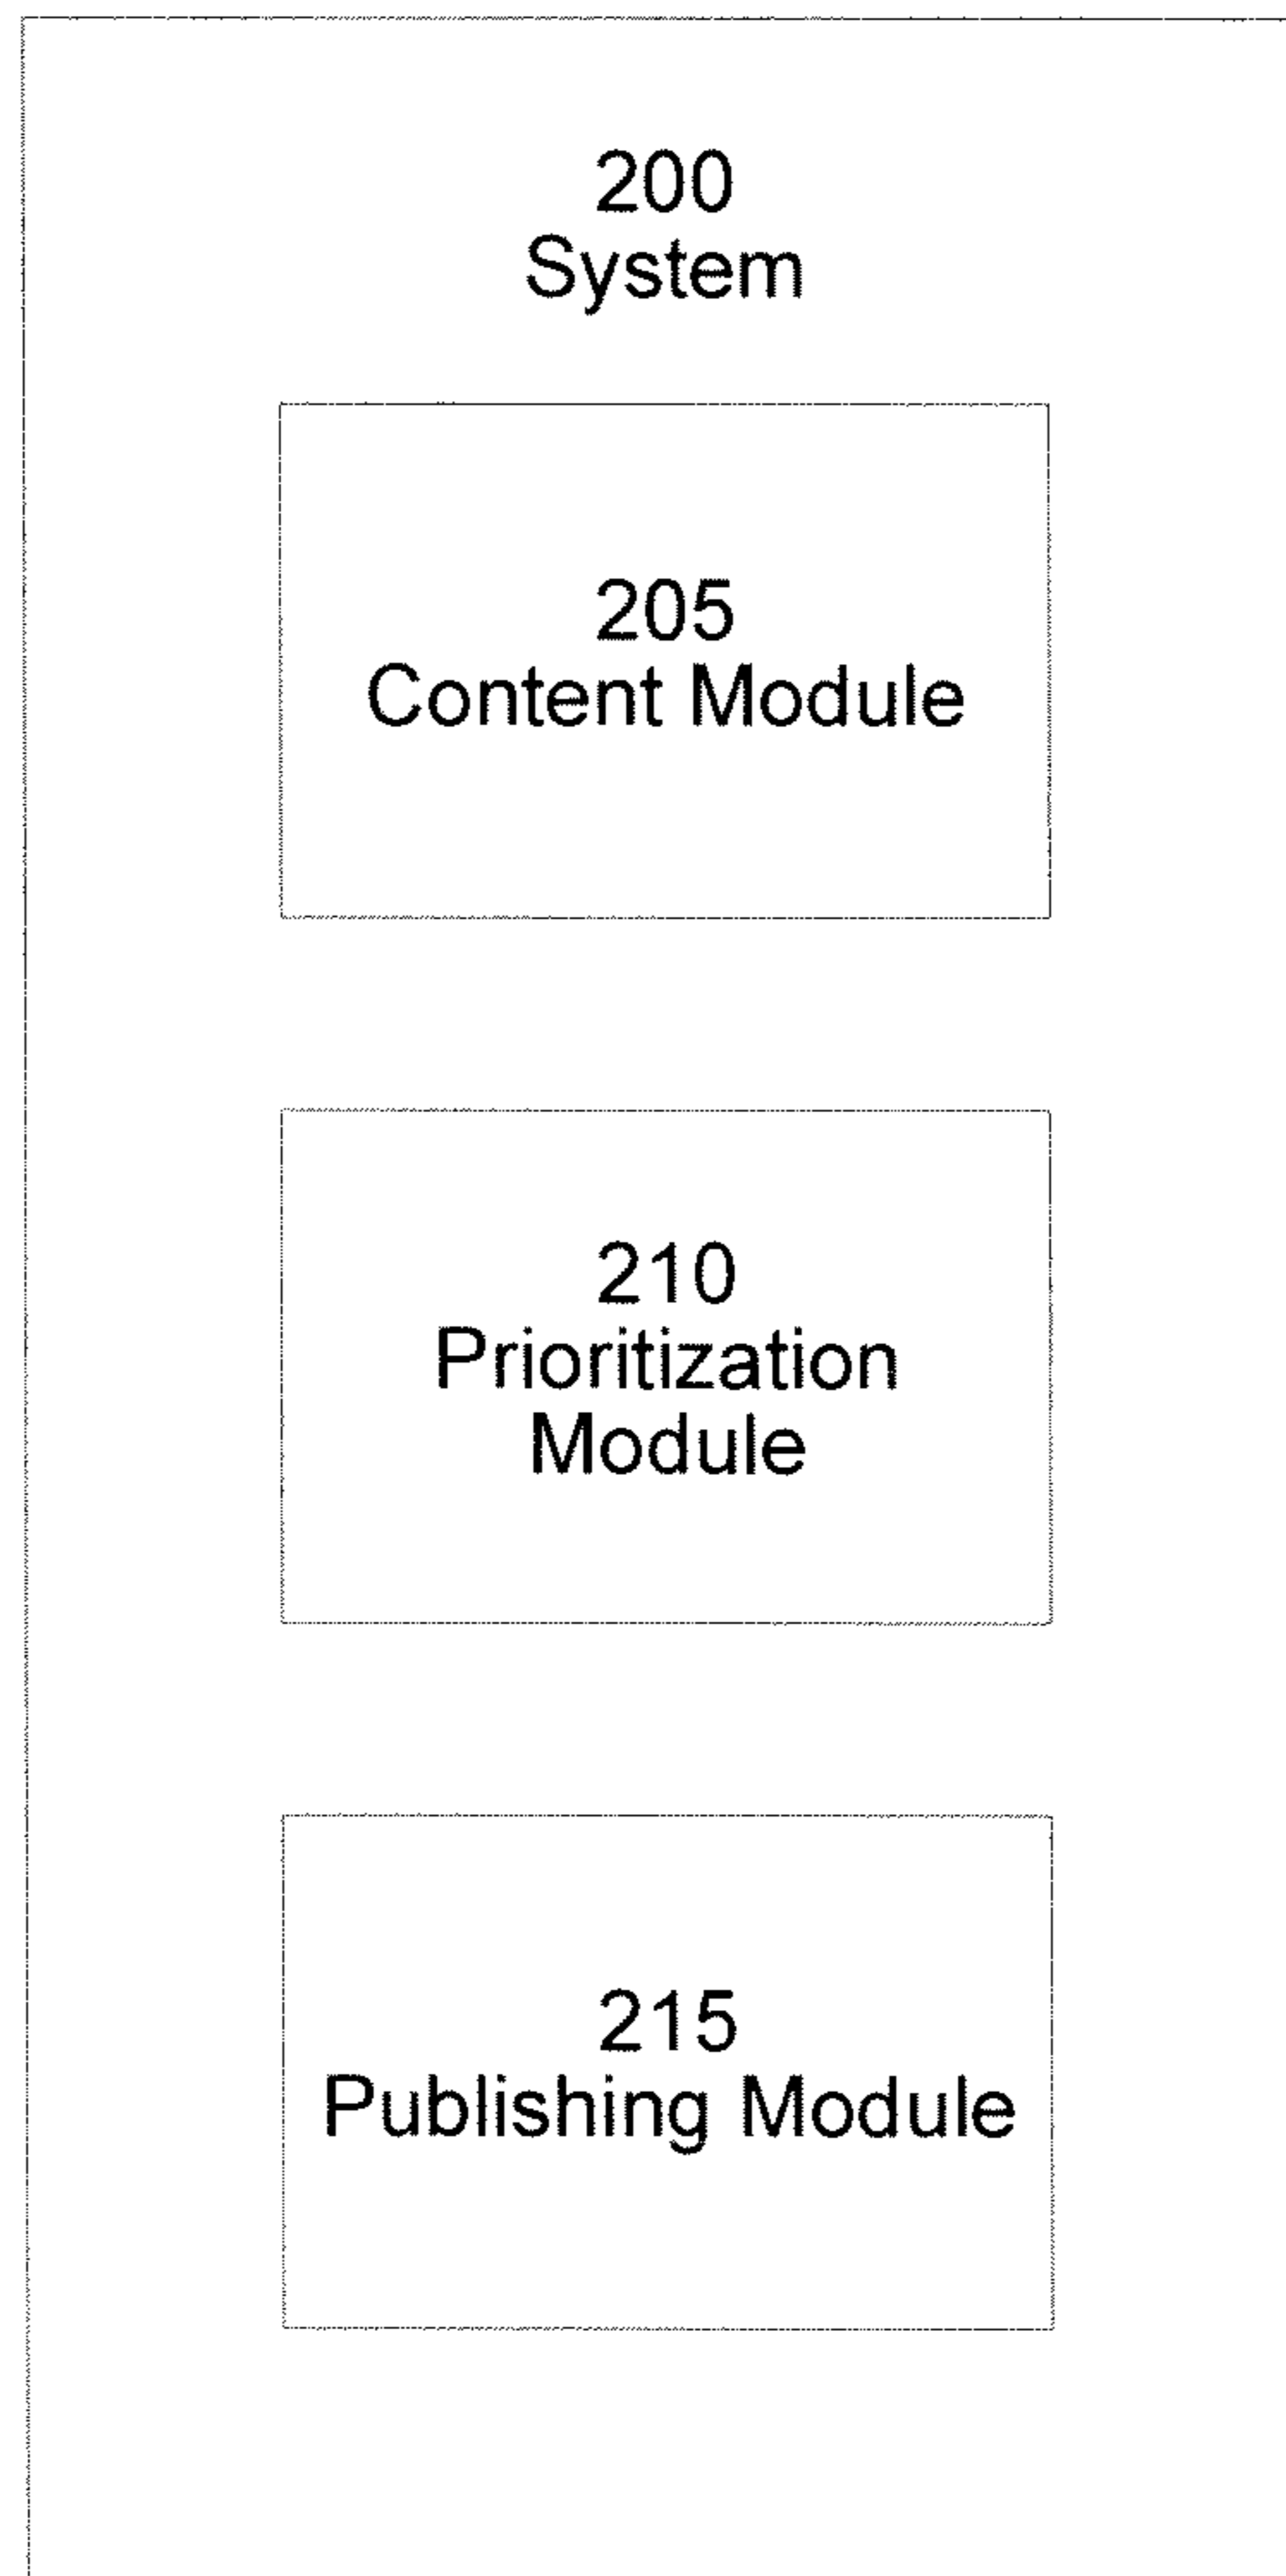 200
System
205
Content Module
210
Prioritization
Module
215
Publishing Module